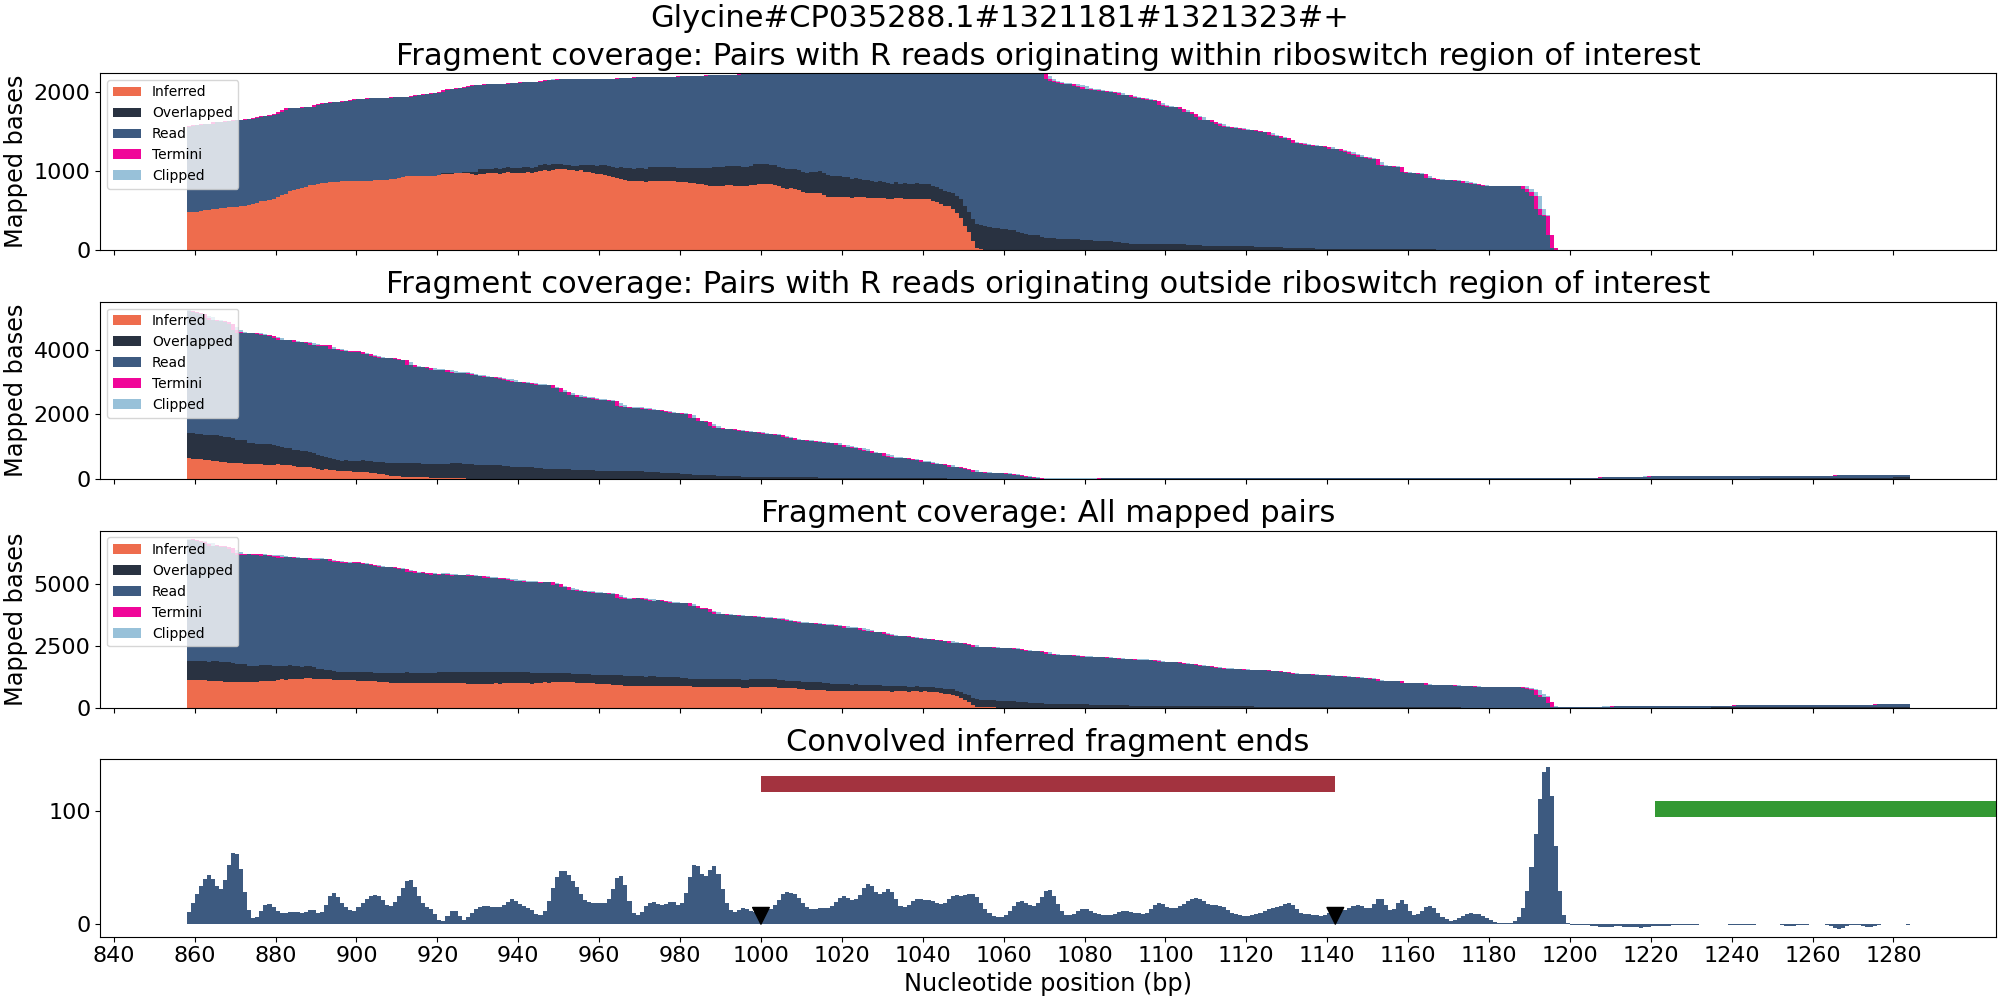 Glycine#CP035288.1#1321181#1321323#+
Fragment coverage: Pairs with R reads originating within riboswitch region of interest
Mapped bases
2000
1000
0
Inferred
Overlapped
Read
Termini
Clipped
Fragment coverage: Pairs with R reads originating outside riboswitch region of interest
Mapped bases
4000
2000
0
Inferred
Overlapped
Read
Termini
Clipped
Fragment coverage: All mapped pairs
Mapped bases
5000
2500
0
Inferred
Overlapped
Read
Termini
Clipped
Convolved inferred fragment ends
100
0
840 860 880 900 920 940 960 980 1000 1020 1040 1060 1080 1100 1120 1140 1160 1180 1200 1220 1240 1260 1280
Nucleotide position (bp)